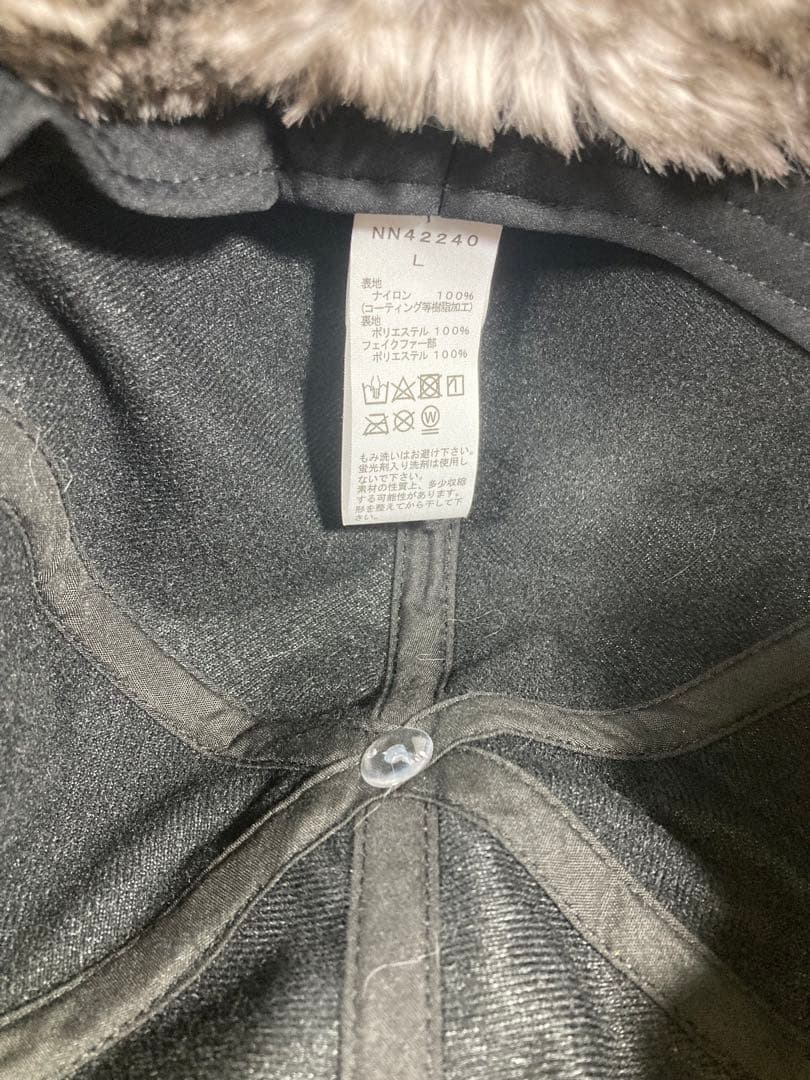 NN42240
L
表地
ナイロン 100%
(コーティング等樹脂加工)
裏地
ポリエステル 100%
フェイクファー部
ポリエステル 100%
W
もみ洗いはお避け下さい。
蛍光剤入り洗剤は使用し
ないで下さい。
素材の性質上、多少収縮
する可能性があります。
形を整えてから干して下
さい。